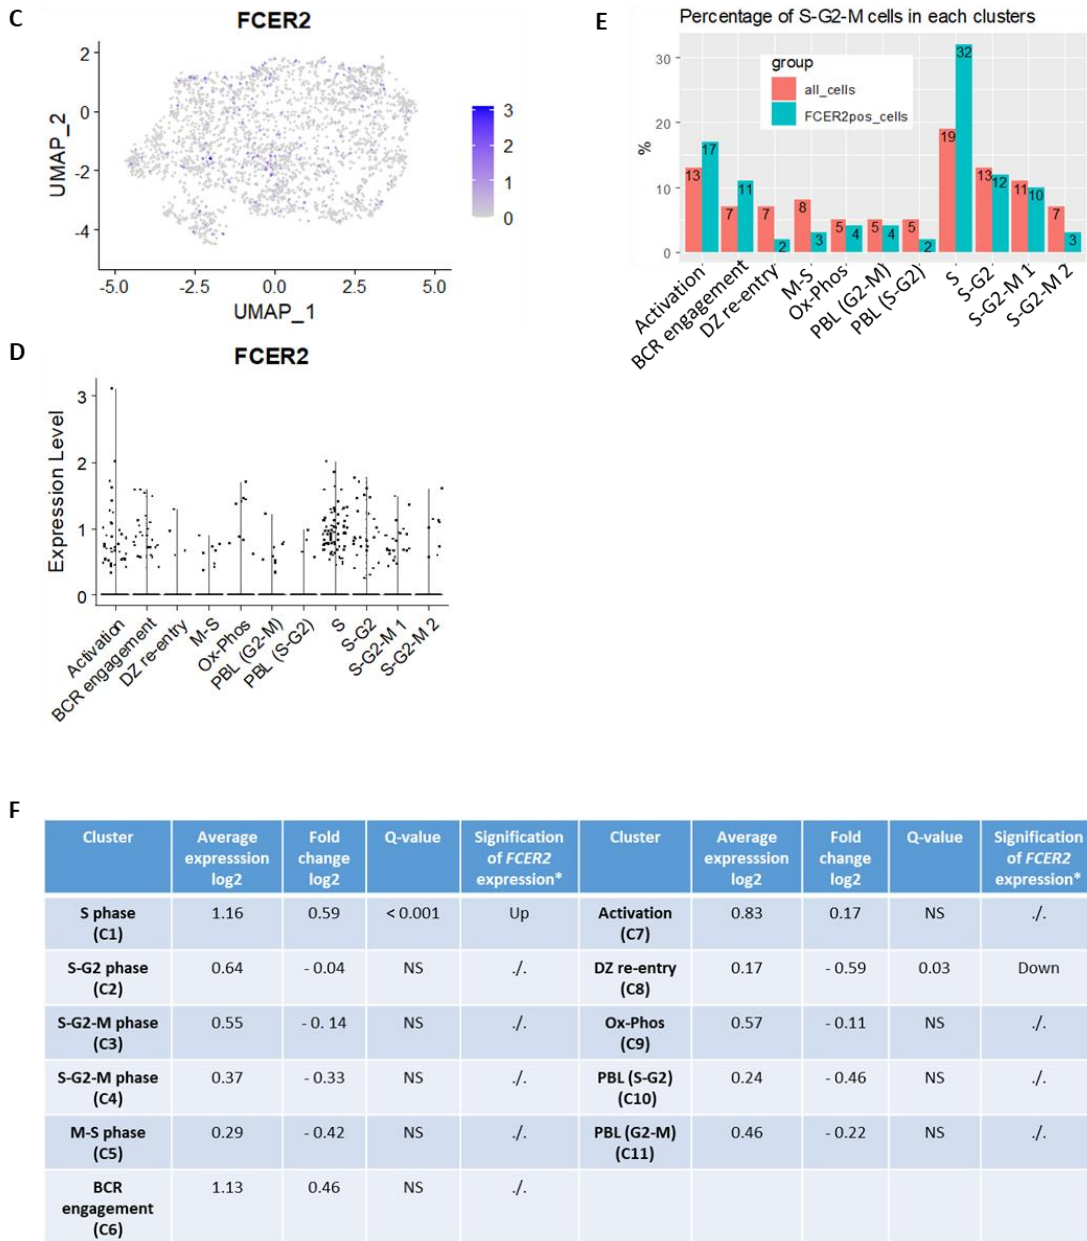 C
FCER2
2
0
-2
-4
UMAP_2
-5.0 -2.5 0.0 2.5 5.0
UMAP_1
3
2
1
0
E
Percentage of S-G2-M cells in each clusters
group
all_cells
FCER2pos_cells
30
20
10
0
%
13 17 7 11 7 2 8 3 5 4 5 4 5 2 19 32 13 12 11 10 7 3
Activation
BCR engagement
DZ re-entry
M-S
Ox-Phos
PBL (G2-M)
PBL (S-G2)
S
S-G2
S-G2-M 1
S-G2-M 2
D
FCER2
3
2
1
0
Expression Level
Activation
BCR engagement
DZ re-entry
M-S
Ox-Phos
PBL (G2-M)
PBL (S-G2)
S
S-G2
S-G2-M 1
S-G2-M 2
F
Cluster Average Fold Q-value Signification Cluster Average Fold Q-value Signification
expresssion change of FCER2 expresssion change of FCER2
log2 log2 expression* log2 log2 expression*
S phase 1.16 0.59 < 0.001 Up Activation 0.83 0.17 NS ./.
(C1) (C7)
S-G2 phase 0.64 - 0.04 NS ./. DZ re-entry 0.17 - 0.59 0.03 Down
(C2) (C8)
S-G2-M phase 0.55 - 0. 14 NS ./. Ox-Phos 0.57 - 0.11 NS ./.
(C3) (C9)
S-G2-M phase 0.37 - 0.33 NS ./. PBL (S-G2) 0.24 - 0.46 NS ./.
(C4) (C10)
M-S phase 0.29 - 0.42 NS ./. PBL (G2-M) 0.46 - 0.22 NS ./.
(C5) (C11)
BCR 1.13 0.46 NS ./.
engagement
(C6)